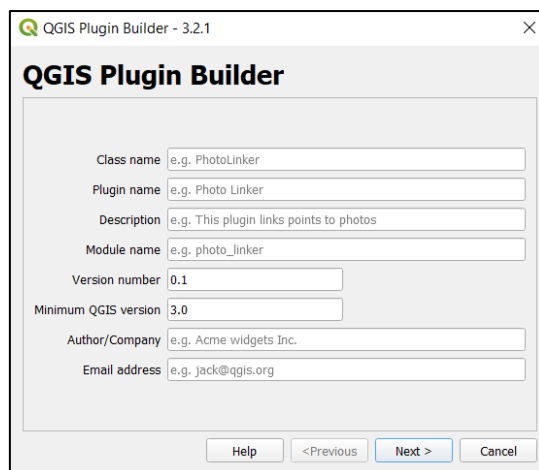 QGIS Plugin Builder - 3.2.1
QGIS Plugin Builder
Class name e.g. PhotoLinker
Plugin name e.g. Photo Linker
Description e.g. This plugin links points to photos
Module name e.g. photo_linker
Version number 0.1
Minimum QGIS version 3.0
Author/Company e.g. Acme widgets Inc.
Email address e.g. jack@qgis.org
Help <Previous Next > Cancel